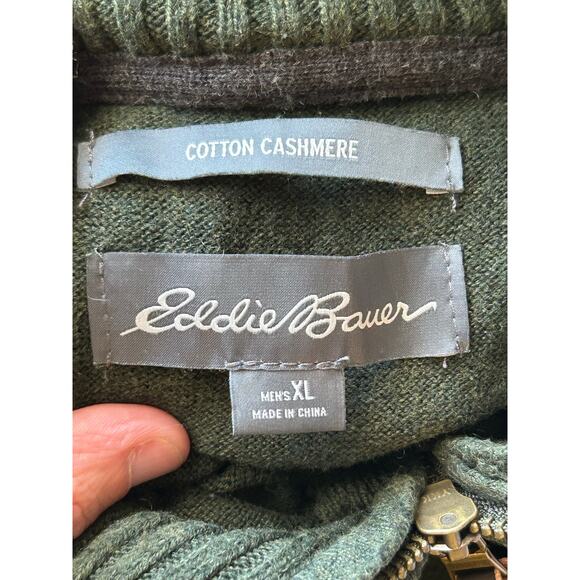 COTTON CASHMERE
Eddie Bauer
MEN'S XL
MADE IN CHINA